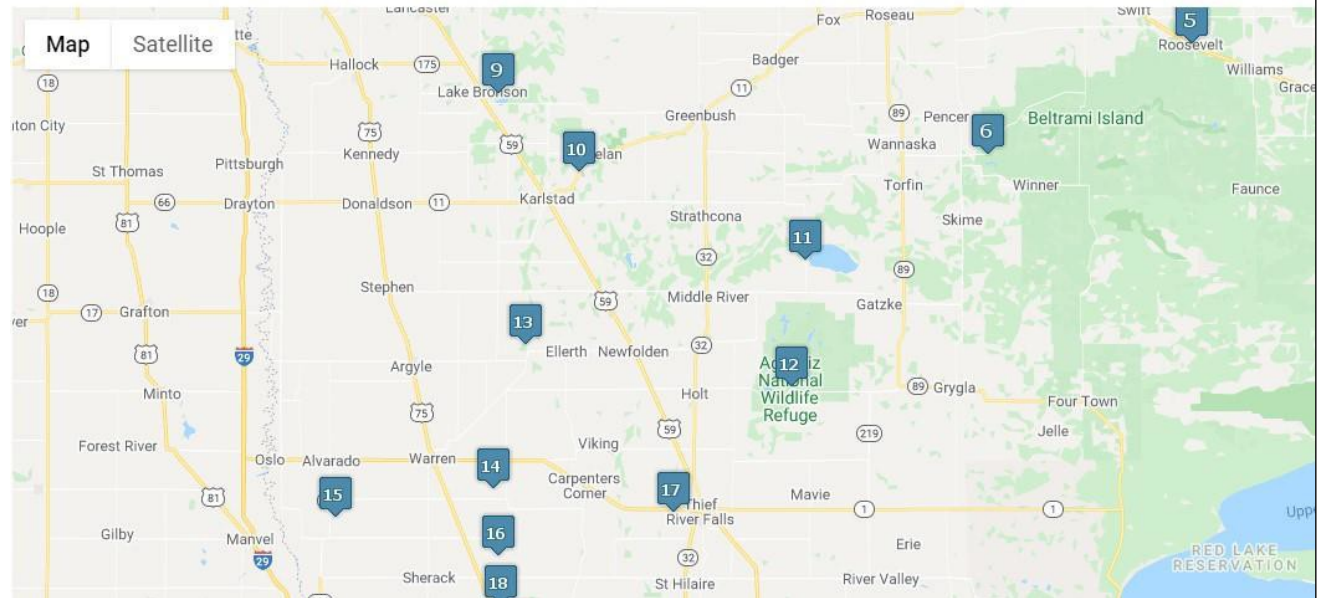 Lancaster
Fox
Roseau
Swift
5
Map
Satellite
Roosevelt
Hallock
175
9
Badger
Williams
18
Lake Bronson
11
Grace
Greenbush
89
Pencer
6
Beltrami Island
75
59
10
Kennedy
Wannaska
St Thomas
Pittsburgh
Torfin
Winner
Faunce
66
Drayton
Donaldson
11
Karlstad
81
Strathcona
Skime
Hoople
11
32
89
Stephen
18
59
Middle River
Gatzke
17
Grafton
13
32
81
29
Ellerth
Newfolden
12
Argyle
National
Wildlife
Refuge
89
Grygla
Minto
Holt
Four Town
75
59
219
Jelle
Forest River
Viking
Oslo
Alvarado
Warren
14
Carpenters
Corner
15
17
Mavie
81
Thief
River Falls
1
1
Gilby
Manvel
16
Erie
29
32
RED LAKE
RESERVATION
Sherack
18
St Hilaire
River Valley